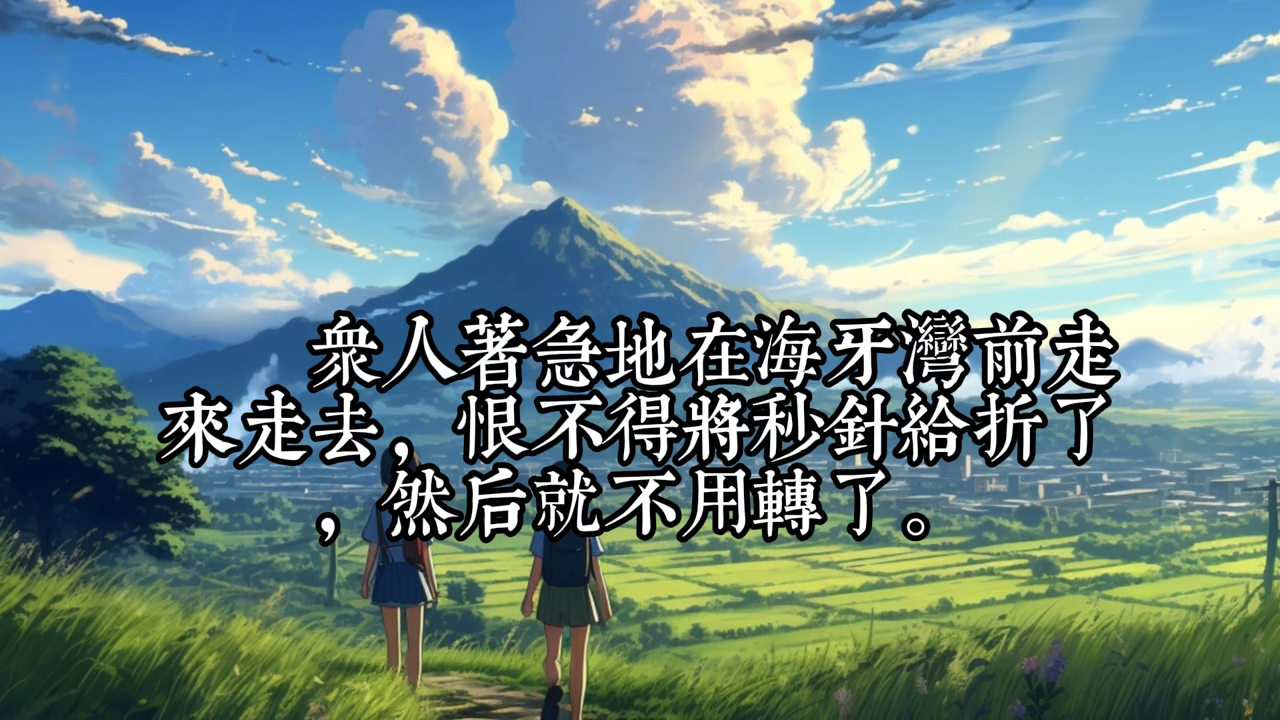 衆人著急地在海牙灣前走
來走去，恨不得將秒針給折了
，然后就不用轉了。